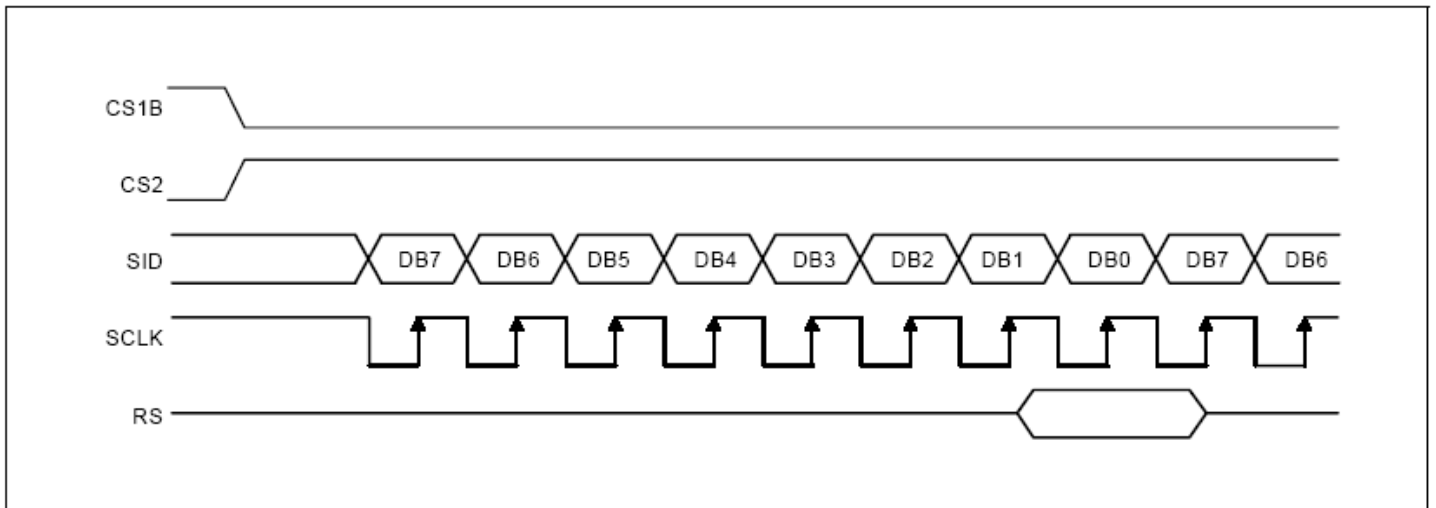 CS1B
CS2
SID DB7 DB6 DB5 DB4 DB3 DB2 DB1 DB0 DB7 DB6
SCLK
RS